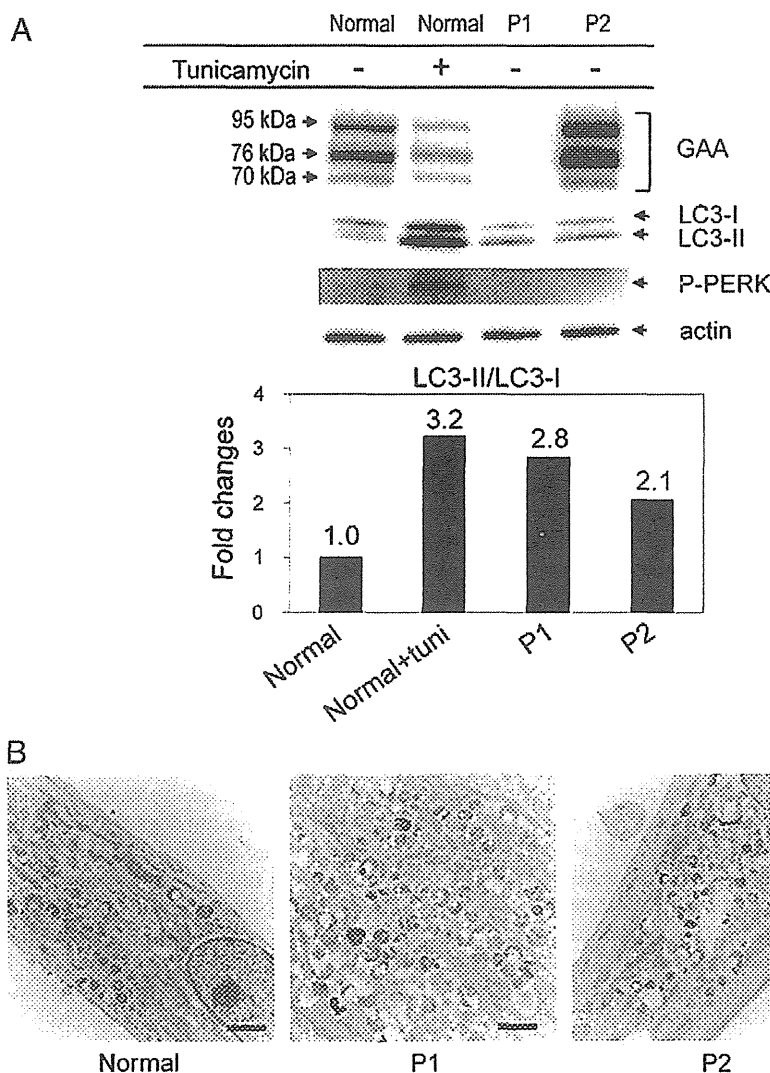 A
Normal Normal P1 P2
Tunicamycin - + - -
95 kDa
76 kDa
70 kDa
GAA
LC3-I
LC3-II
P-PERK
actin
LC3-II/LC3-I
Fold changes
4
3
2
1
0
1.0
3.2
2.8
2.1
Normal
Normal+tuni
P1
P2
B
Normal P1 P2